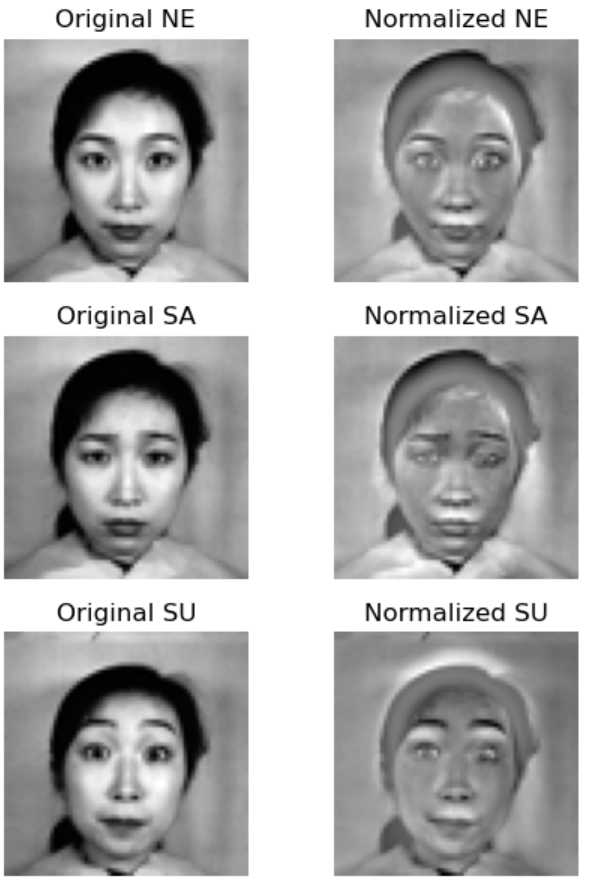 Original NE
Normalized NE
Original SA
Normalized SA
Original SU
Normalized SU